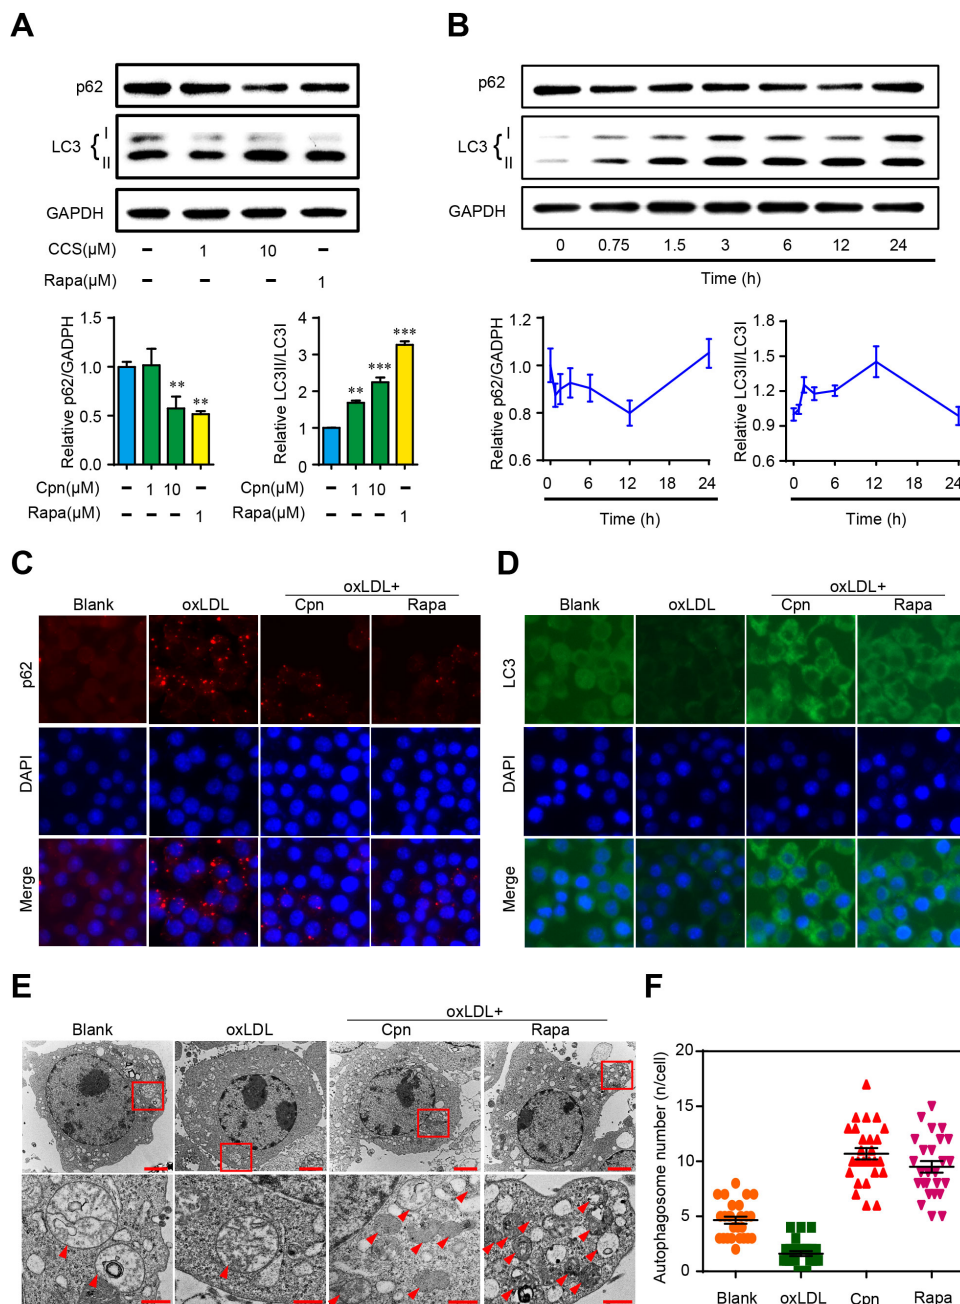 A
p62
LC3 { I
II
GAPDH
CCS(μM) – 1 10 –
Rapa(μM) – – – 1
Relative p62/GADPH
1.5
1.0
0.5
0.0
** **
Cpn(μM) – 1 10 –
Rapa(μM) – – – 1
Relative LC3II/LC3I
4
3
2
1
0
** *** ***
Cpn(μM) – 1 10 –
Rapa(μM) – – – 1
B
p62
LC3 { I
II
GAPDH
0 0.75 1.5 3 6 12 24
Time (h)
Relative p62/GADPH
1.2
1.0
0.8
0.6
0 6 12 18 24
Time (h)
Relative LC3II/LC3I
1.8
1.5
1.2
0.9
0.6
0 6 12 18 24
Time (h)
C
oxLDL+
Blank oxLDL Cpn Rapa
p62
DAPI
Merge
D
oxLDL+
Blank oxLDL Cpn Rapa
LC3
DAPI
Merge
E
oxLDL+
Blank oxLDL Cpn Rapa
F
Autophagosome number (n/cell)
20
15
10
5
0
Blank oxLDL Cpn Rapa